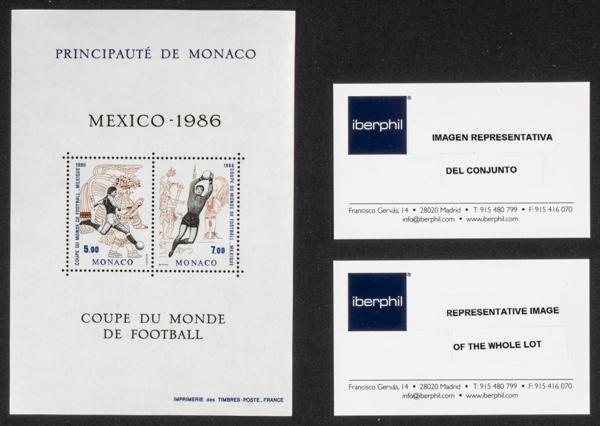 PRINCIPAUTÉ DE MONACO
MEXICO-1986
COUPE DU MONDE DE FOOTBALL, MEXIQUE 1986
5.00
MONACO
1986 COUPE DU MONDE DE FOOTBALL, MEXIQUE
7.00
MONACO
COUPE DU MONDE
DE FOOTBALL
IMPRIMERIE des TIMBRES-POSTE, FRANCE
iberphil®
IMAGEN REPRESENTATIVA
DEL CONJUNTO
Francisco Gervás, 14 • 28020 Madrid • T: 915 480 799 • F: 915 416 070
info@iberphil.com • www.iberphil.com
iberphil®
REPRESENTATIVE IMAGE
OF THE WHOLE LOT
Francisco Gervás, 14 • 28020 Madrid • T: 915 480 799 • F: 915 416 070
info@iberphil.com • www.iberphil.com